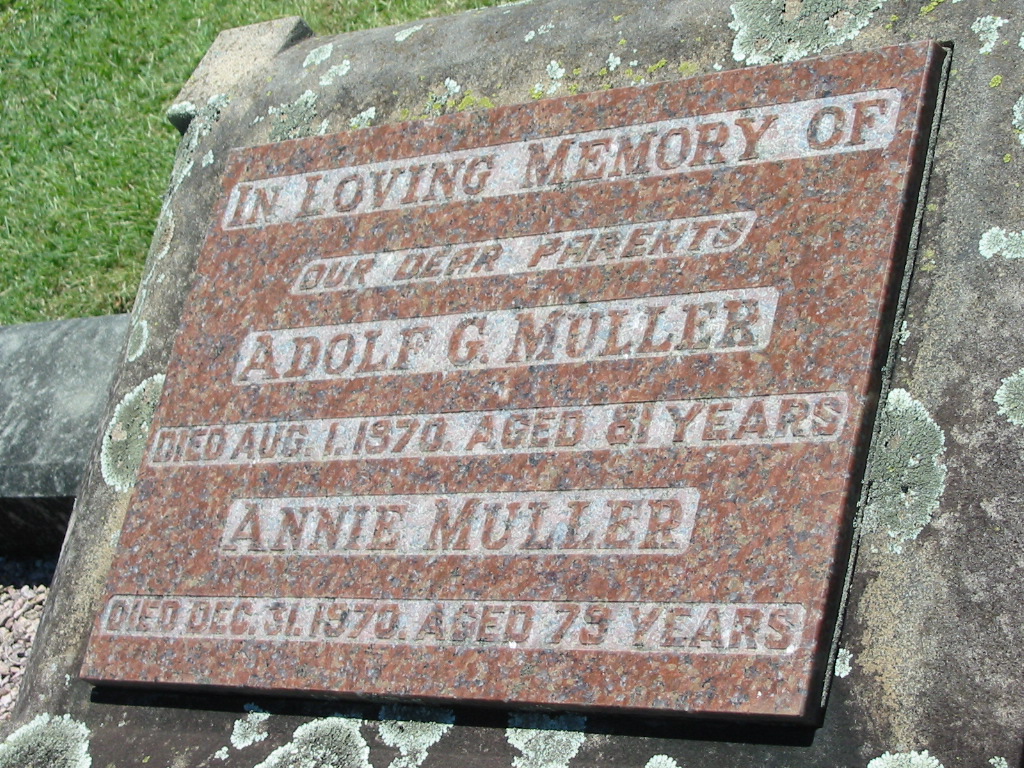 IN LOVING MEMORY OF
OUR DEAR PARENTS
ADOLF G. MULLER
DIED AUG. 1. 1970. AGED 81 YEARS
ANNIE MULLER
DIED DEC. 31. 1970. AGED 79 YEARS